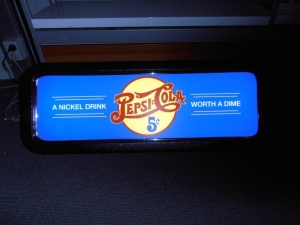 A NICKEL DRINK
PEPSI-COLA
5¢
WORTH A DIME